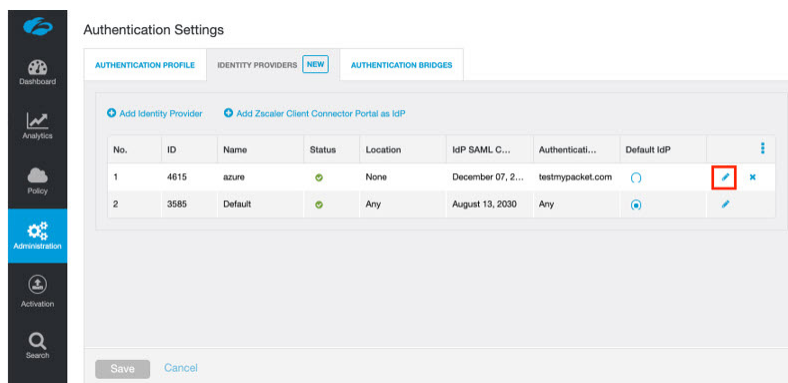 Authentication Settings
AUTHENTICATION PROFILE IDENTITY PROVIDERS NEW AUTHENTICATION BRIDGES
Add Identity Provider Add Zscaler Client Connector Portal as IdP
No. ID Name Status Location IdP SAML C... Authenticati... Default IdP
1 4615 azure None December 07, 2... testmypacket.com
2 3585 Default Any August 13, 2030 Any
Dashboard
Analytics
Policy
Administration
Activation
Search
Save Cancel